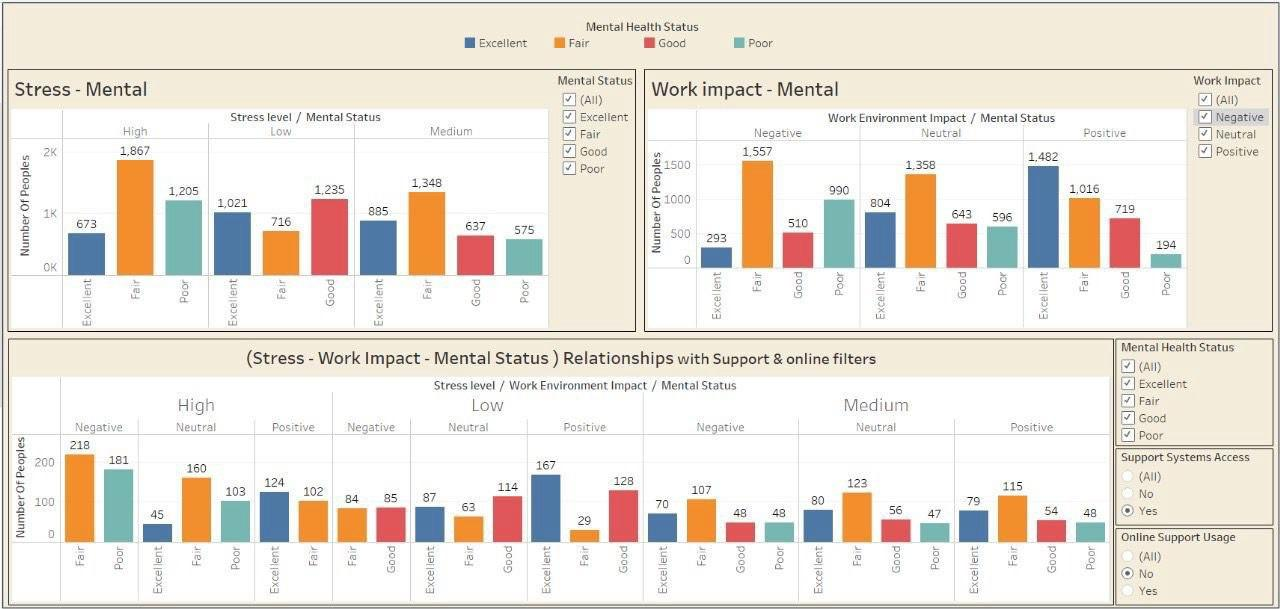 Mental Health Status
Excellent Fair Good Poor
Stress - Mental
Mental Status
(All)
Excellent
Fair
Good
Poor
Stress level / Mental Status
High Low Medium
Number Of Peoples
2K
1K
0K
673 1,867 1,205 1,021 716 1,235 885 1,348 637 575
Excellent Fair Poor Excellent Fair Good Excellent Fair Good Poor
Work impact - Mental
Work Impact
(All)
Negative
Neutral
Positive
Work Environment Impact / Mental Status
Negative Neutral Positive
Number Of Peoples
1500
1000
500
0
293 1,557 510 990 804 1,358 643 596 1,482 1,016 719 194
Excellent Fair Good Poor Excellent Fair Good Poor Excellent Fair Good Poor
(Stress - Work Impact - Mental Status ) Relationships with Support & online filters
Stress level / Work Environment Impact / Mental Status
High Low Medium
Negative Neutral Positive Negative Neutral Positive Negative Neutral Positive
Number Of Peoples
200
100
0
218 181 45 160 103 124 102 84 85 87 63 114 167 29 128 70 107 48 48 80 123 56 47 79 115 54 48
Fair Poor Excellent Fair Poor Excellent Fair Fair Good Excellent Fair Good Excellent Fair Good Excellent Fair Good Poor Excellent Fair Good Poor Excellent Fair Good Poor
Mental Health Status
(All)
Excellent
Fair
Good
Poor
Support Systems Access
(All)
No
Yes
Online Support Usage
(All)
No
Yes